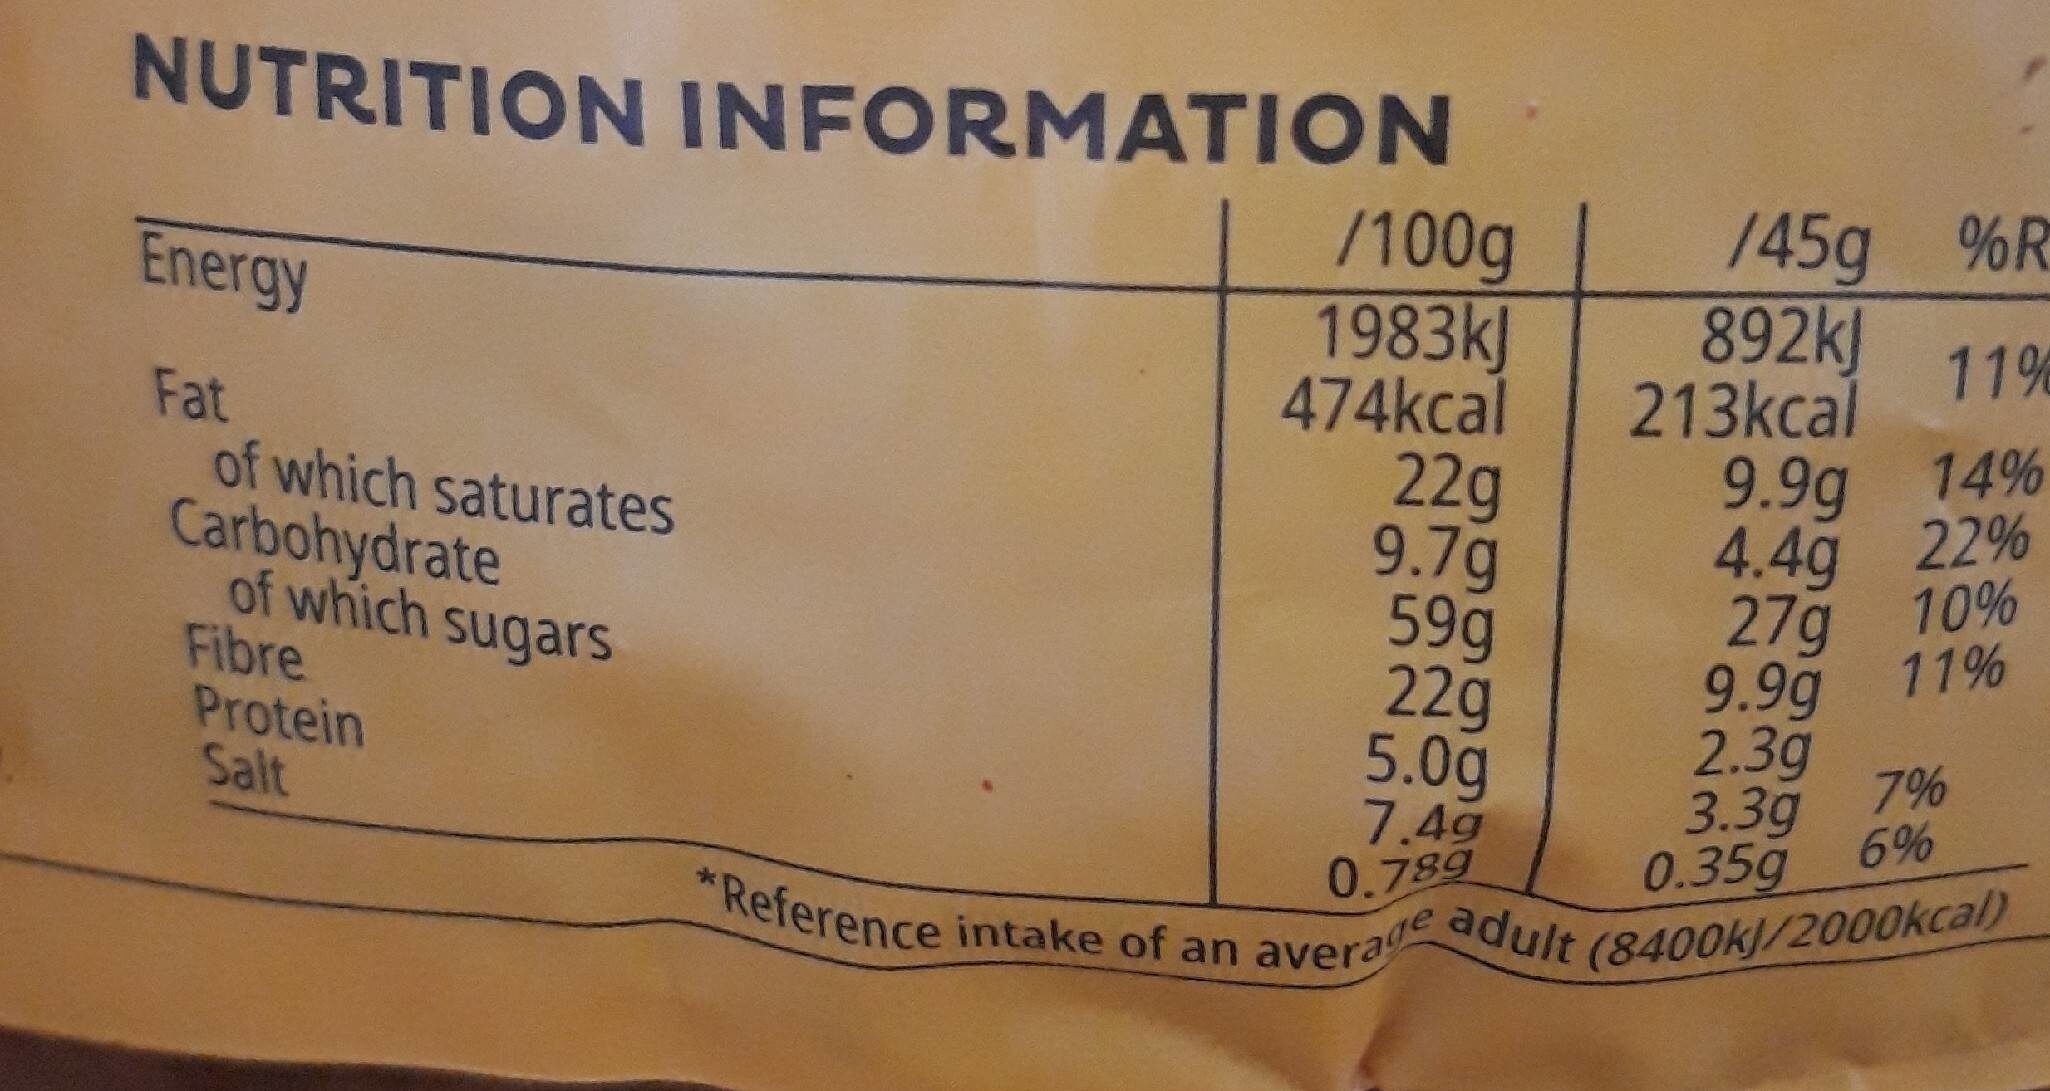 NUTRITION INFORMATION
/100g /45g %R
Energy 1983kJ 892kJ 11%
474kcal 213kcal
Fat 22g 9.9g 14%
of which saturates 9.7g 4.4g 22%
Carbohydrate 59g 27g 10%
of which sugars 22g 9.9g 11%
Fibre 5.0g 2.3g
Protein 7.4g 3.3g 7%
Salt 0.78g 0.35g 6%
*Reference intake of an average adult (8400kJ/2000kcal)